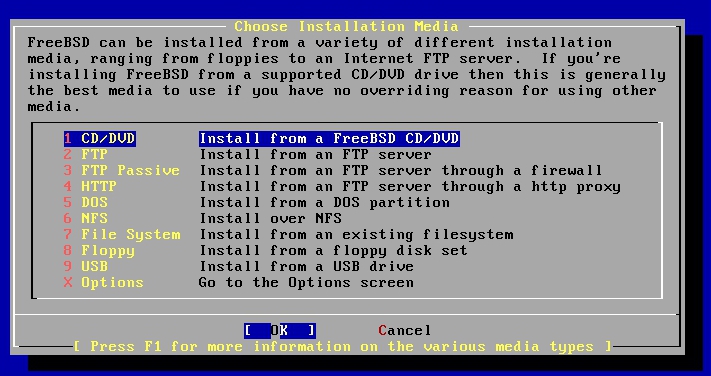 Choose Installation Media
FreeBSD can be installed from a variety of different installation
media, ranging from floppies to an Internet FTP server.  If you're
installing FreeBSD from a supported CD/DVD drive then this is generally
the best media to use if you have no overriding reason for using other
media.
1 CD/DVD Install from a FreeBSD CD/DVD
2 FTP Install from an FTP server
3 FTP Passive Install from an FTP server through a firewall
4 HTTP Install from an FTP server through a http proxy
5 DOS Install from a DOS partition
6 NFS Install over NFS
7 File System Install from an existing filesystem
8 Floppy Install from a floppy disk set
9 USB Install from a USB drive
X Options Go to the Options screen
[ OK ] Cancel
[ Press F1 for more information on the various media types ]